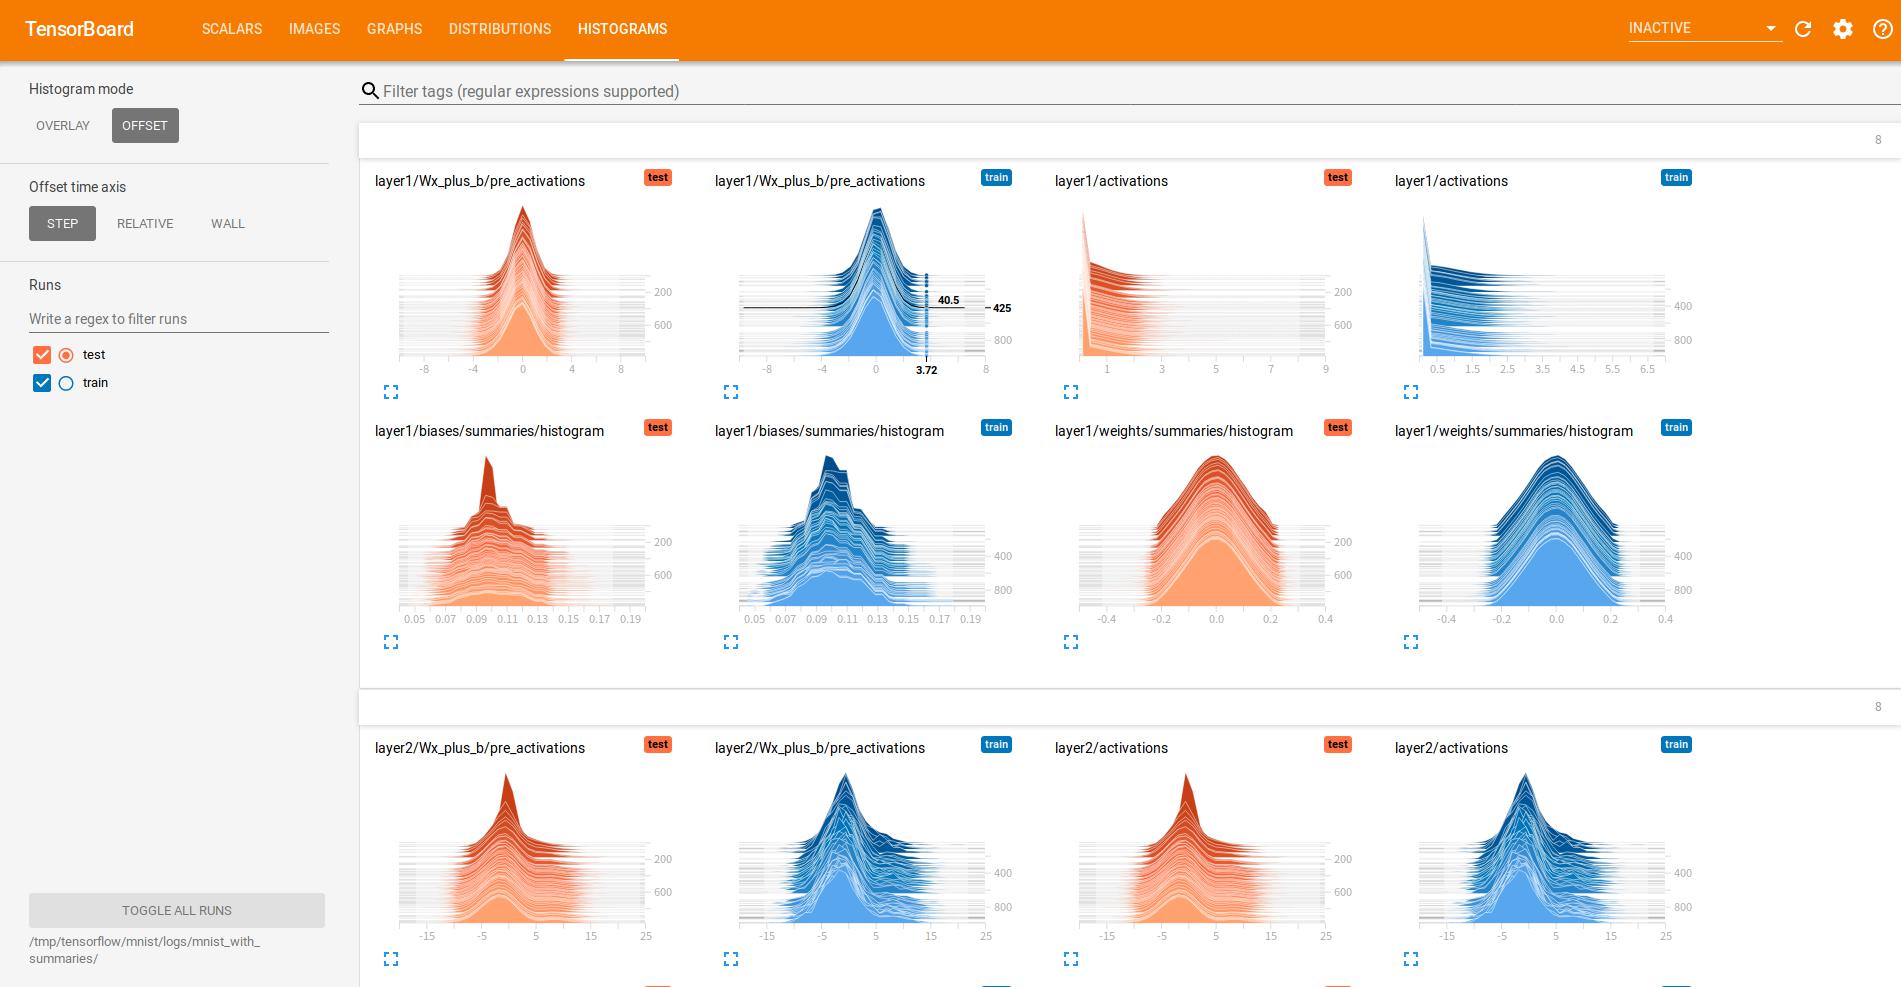 TensorBoard
SCALARS
IMAGES
GRAPHS
DISTRIBUTIONS
HISTOGRAMS
INACTIVE
Histogram mode
OVERLAY
OFFSET
Offset time axis
STEP
RELATIVE
WALL
Runs
Write a regex to filter runs
test
train
TOGGLE ALL RUNS
/tmp/tensorflow/mnist/logs/mnist_with_
summaries/
Filter tags (regular expressions supported)
8
layer1/Wx_plus_b/pre_activations
test
200
600
-8 -4 0 4 8
layer1/Wx_plus_b/pre_activations
train
40.5
425
800
-8 -4 0 3.72 8
layer1/activations
test
200
600
1 3 5 7 9
layer1/activations
train
400
800
0.5 1.5 2.5 3.5 4.5 5.5 6.5
layer1/biases/summaries/histogram
test
200
600
0.05 0.07 0.09 0.11 0.13 0.15 0.17 0.19
layer1/biases/summaries/histogram
train
400
800
0.05 0.07 0.09 0.11 0.13 0.15 0.17 0.19
layer1/weights/summaries/histogram
test
200
600
-0.4 -0.2 0.0 0.2 0.4
layer1/weights/summaries/histogram
train
400
800
-0.4 -0.2 0.0 0.2 0.4
8
layer2/Wx_plus_b/pre_activations
test
200
600
-15 -5 5 15 25
layer2/Wx_plus_b/pre_activations
train
400
800
-15 -5 5 15 25
layer2/activations
test
200
600
-15 -5 5 15 25
layer2/activations
train
400
800
-15 -5 5 15 25